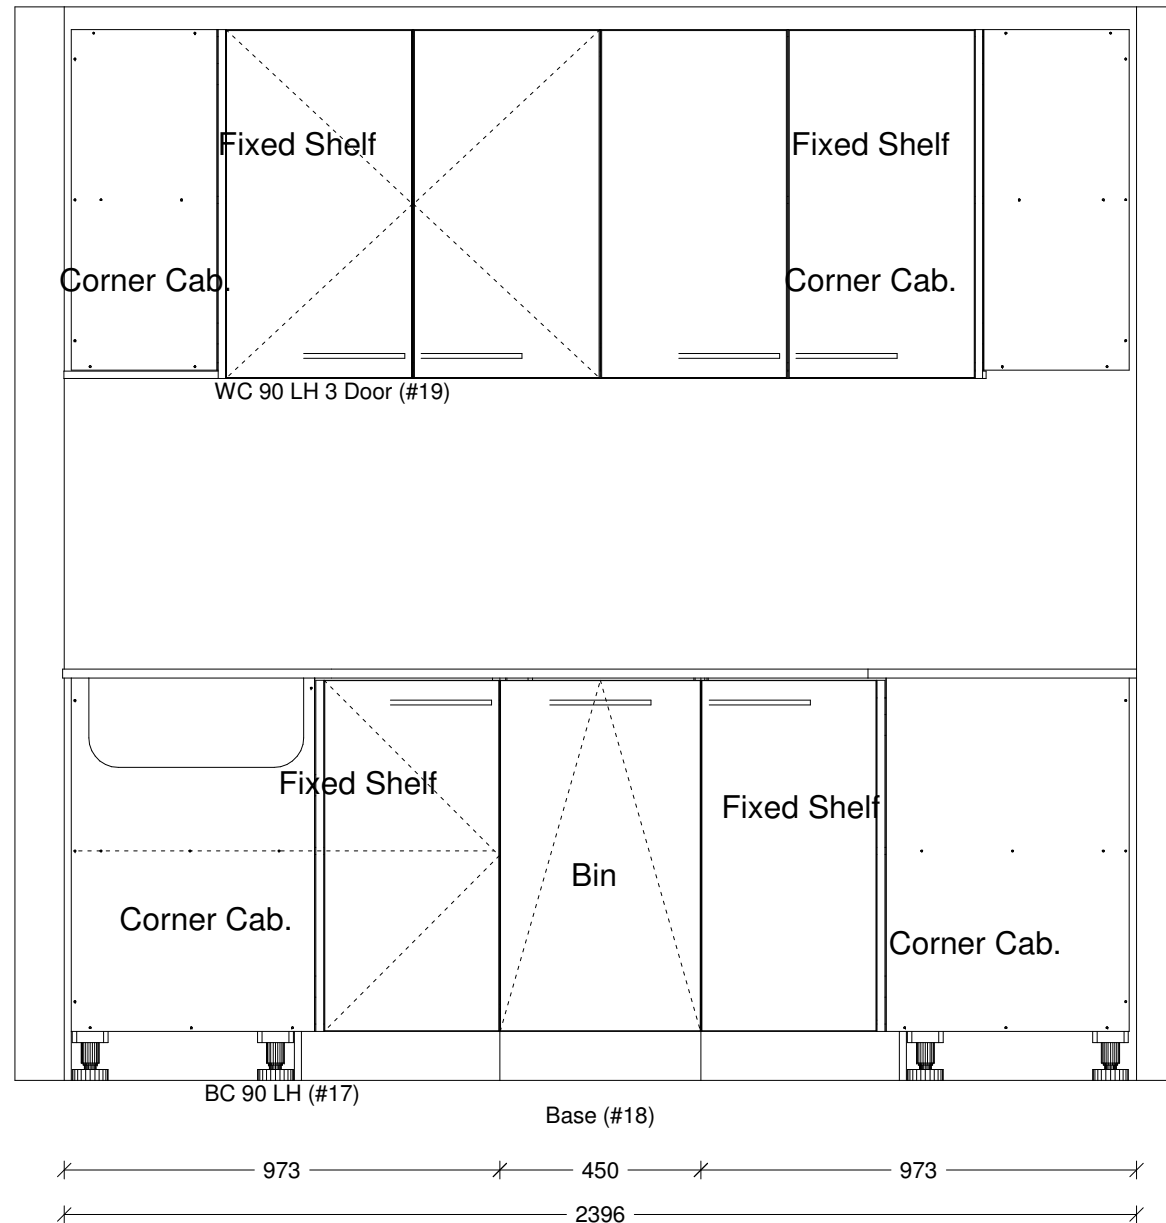 Fixed Shelf
Fixed Shelf
Corner Cab.
Corner Cab.
WC 90 LH 3 Door (#19)
Fixed Shelf
Fixed Shelf
Bin
Corner Cab.
Corner Cab.
BC 90 LH (#17)
Base (#18)
973
450
973
2396